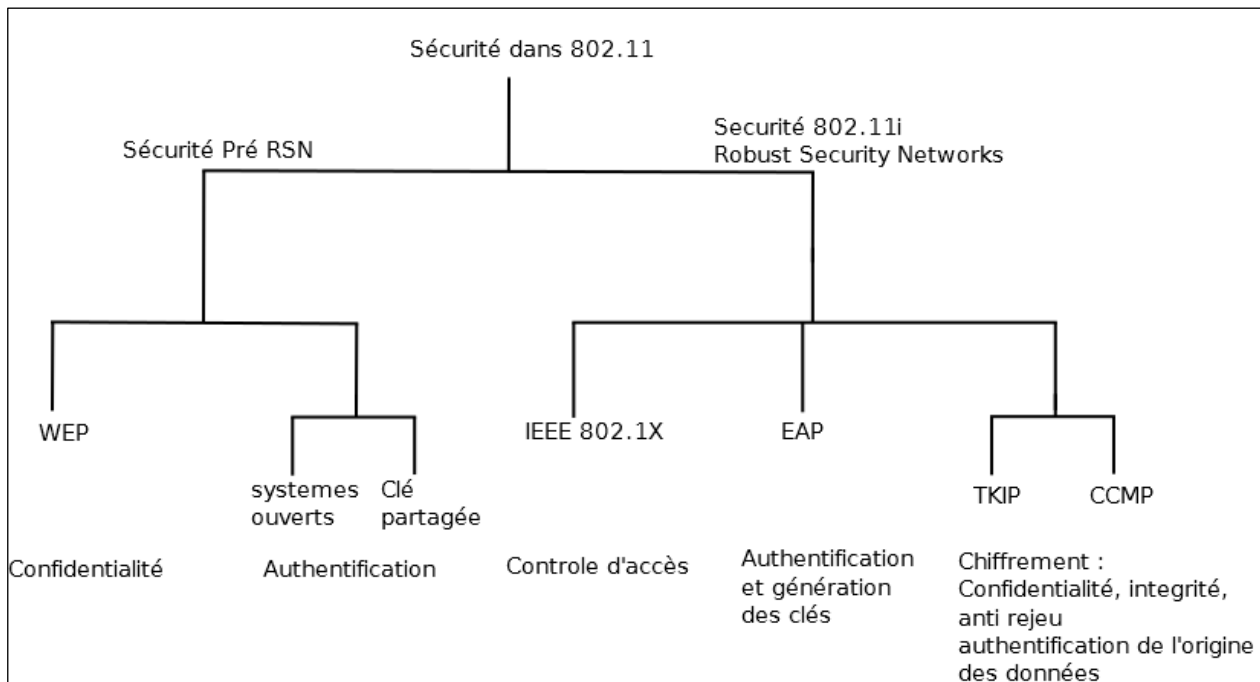 Sécurité dans 802.11
Sécurité Pré RSN
Securité 802.11i
Robust Security Networks
WEP
systemes
ouverts
Clé
partagée
IEEE 802.1X
EAP
TKIP
CCMP
Confidentialité
Authentification
Controle d'accès
Authentification
et génération
des clés
Chiffrement :
Confidentialité, integrité,
anti rejeu
authentification de l'origine
des données